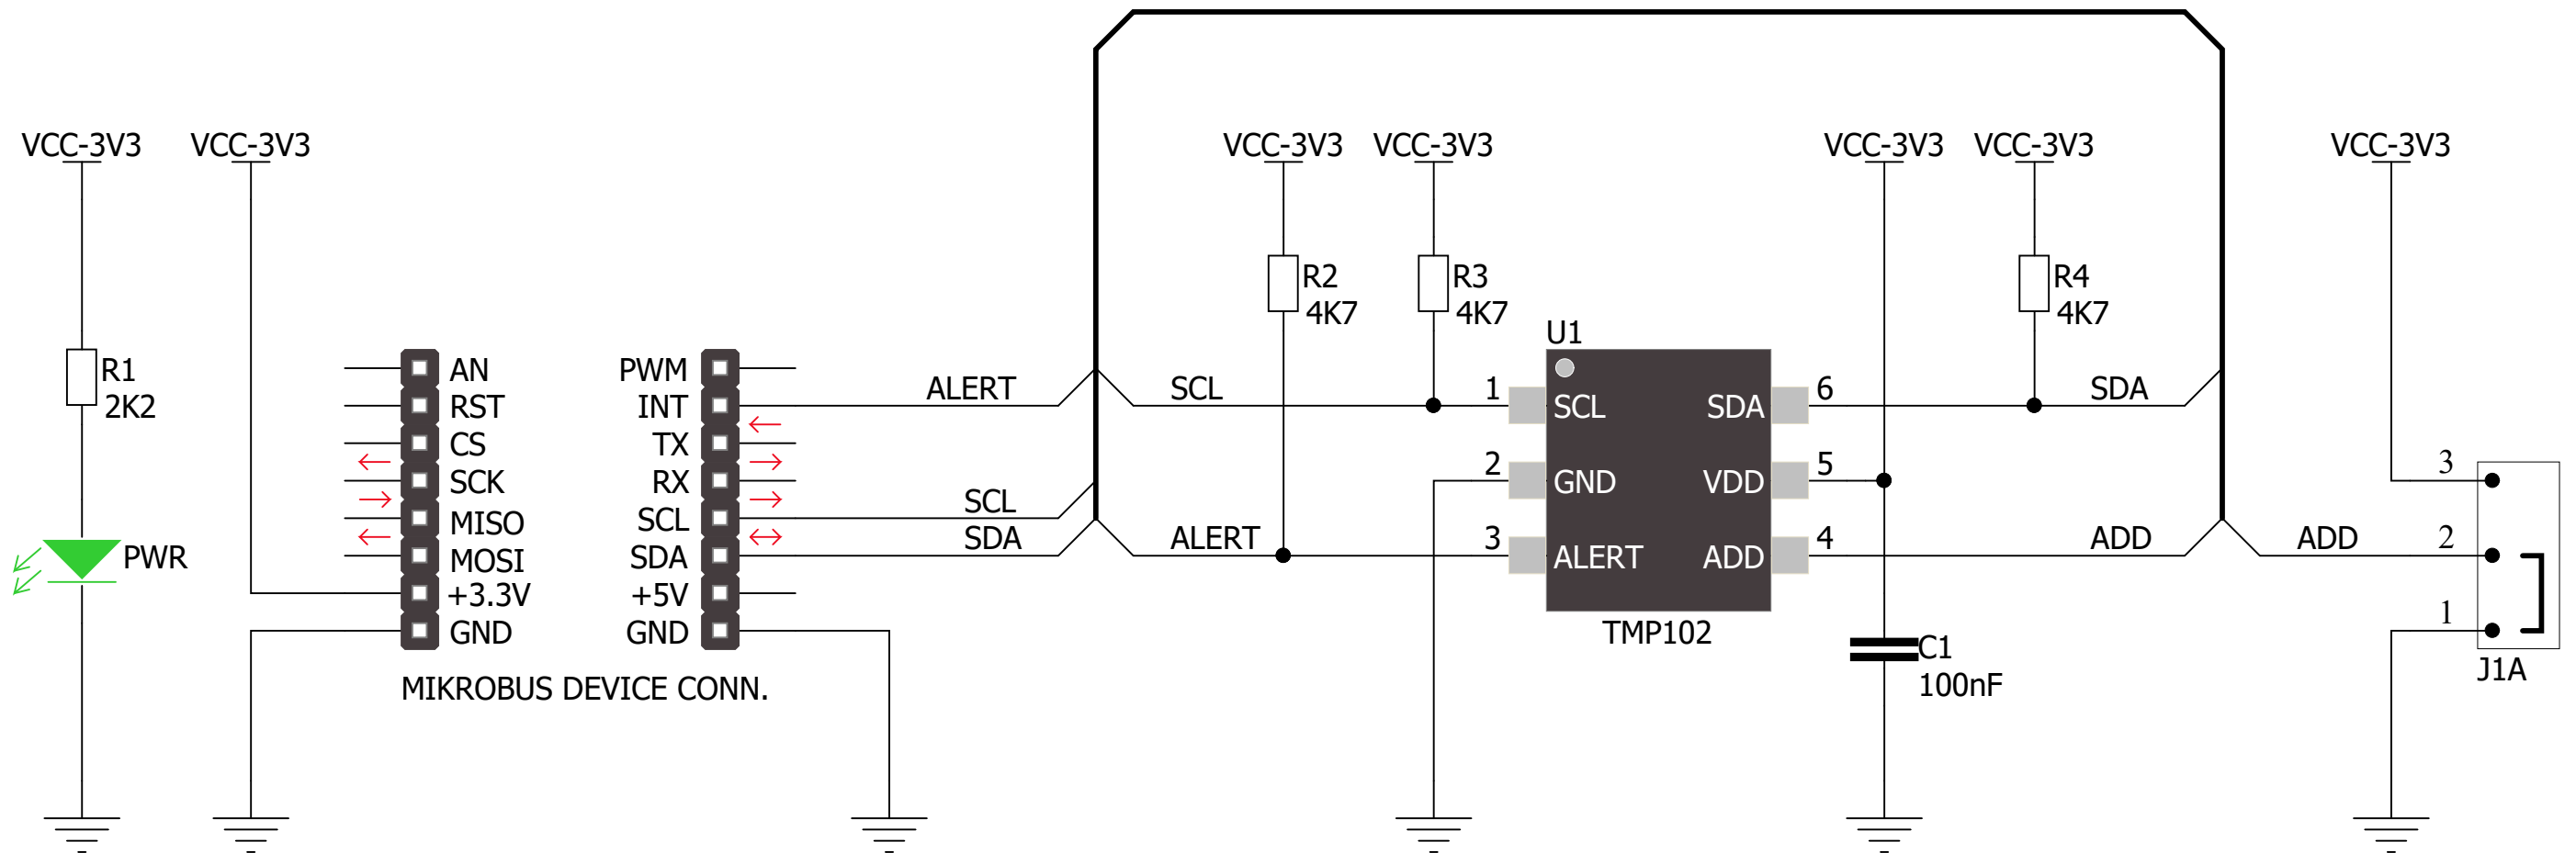 VCC-3V3 VCC-3V3 VCC-3V3 VCC-3V3 VCC-3V3 VCC-3V3 VCC-3V3
R2 4K7
R3 4K7
R4 4K7
R1 2K2
PWR
AN PWM
RST INT
CS TX
SCK RX
MISO SCL
MOSI SDA
+3.3V +5V
GND GND
MIKROBUS DEVICE CONN.
ALERT
SCL
SDA
SCL
ALERT
U1
1 SCL SDA 6
2 GND VDD 5
3 ALERT ADD 4
TMP102
SDA
ADD
C1
100nF
ADD
3
2
1
J1A